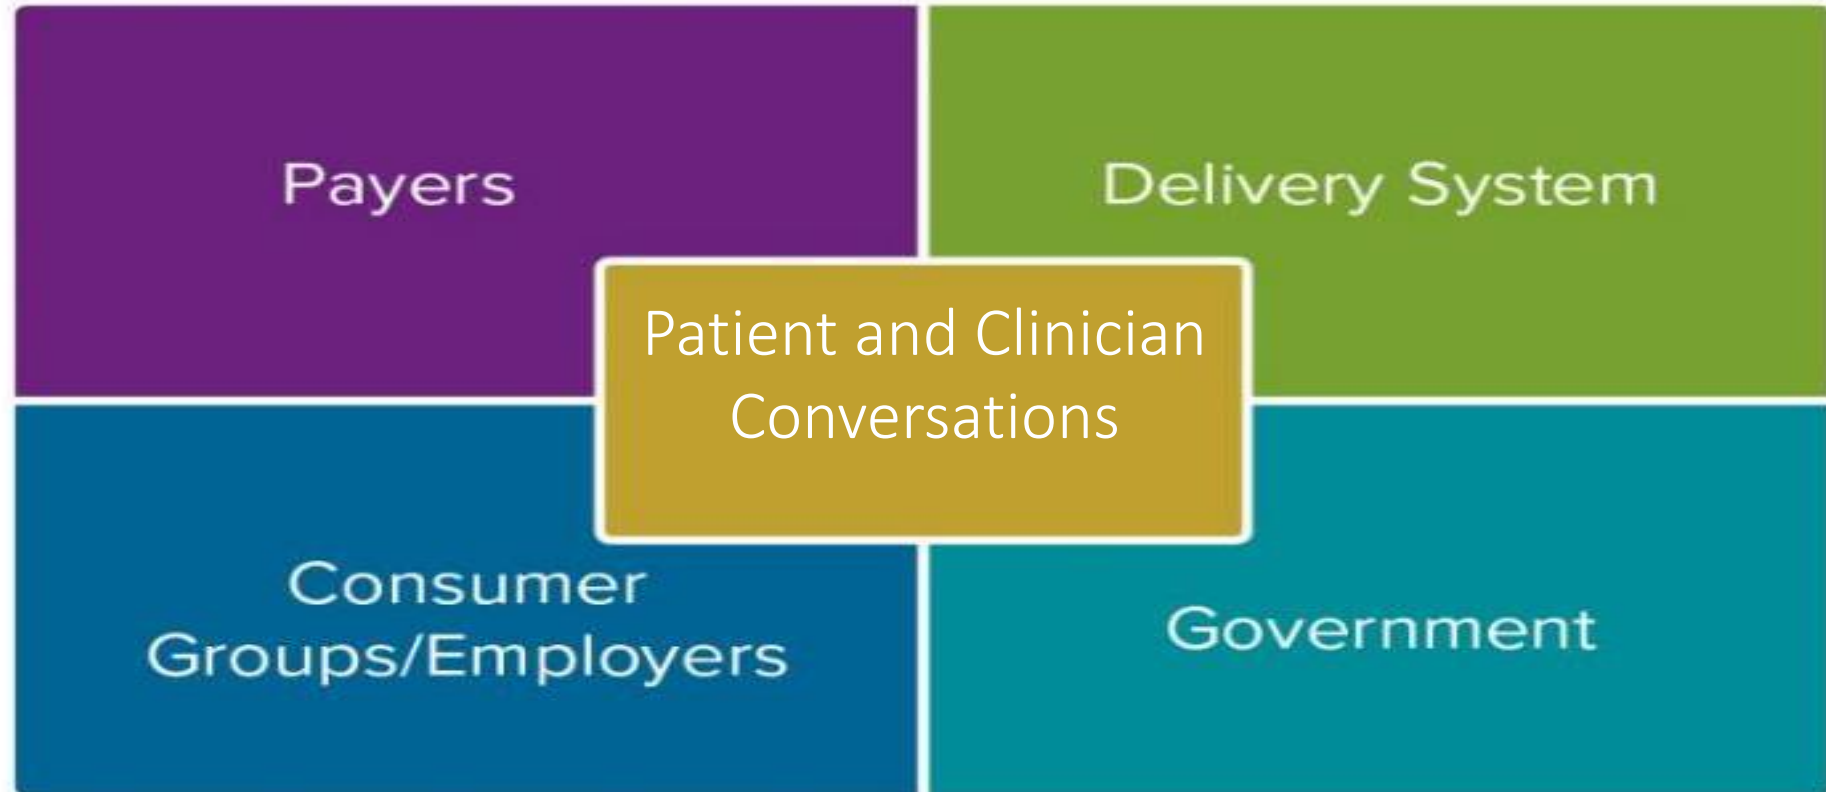 Payers
Delivery System
Patient and Clinician
Conversations
Consumer
Groups/Employers
Government